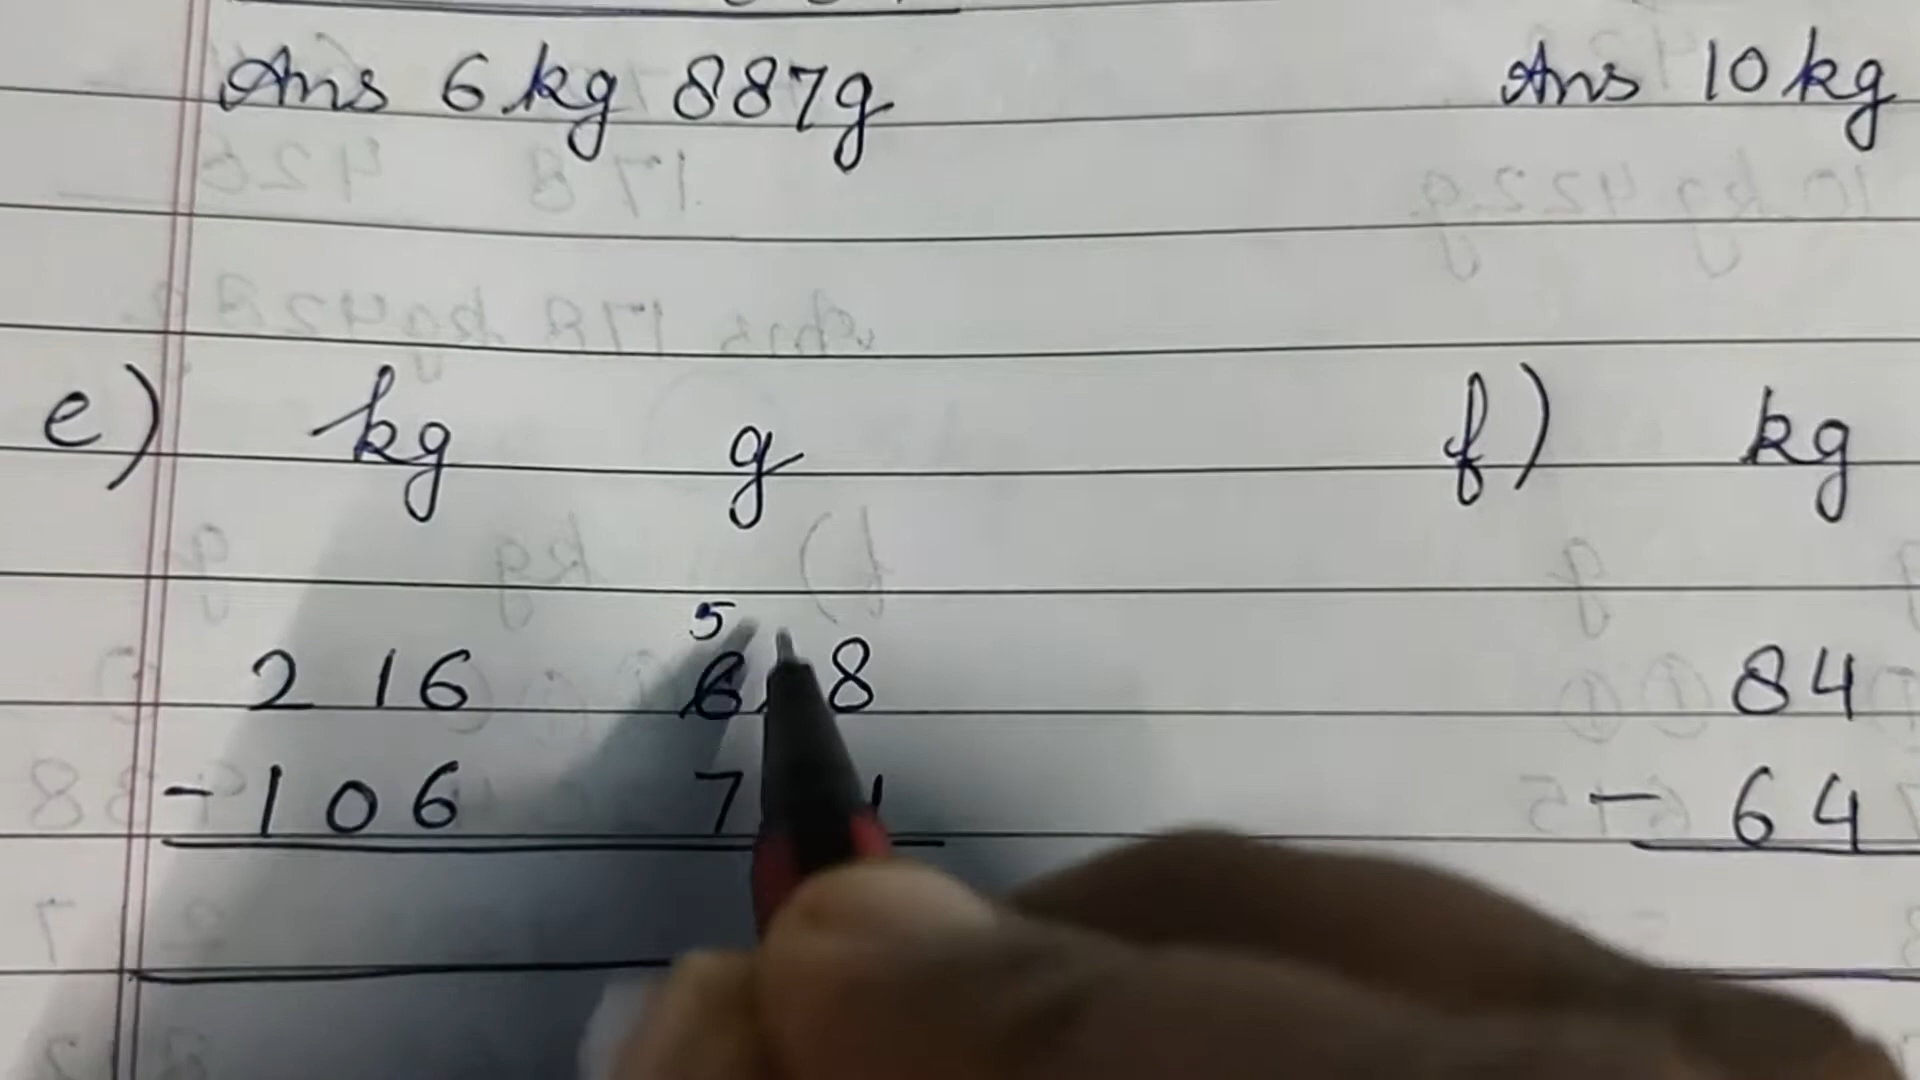 Ans 6 kg 887g
Ans 10 kg
e) kg g
f) kg
5
216 6 8
84
- 106 7
- 64